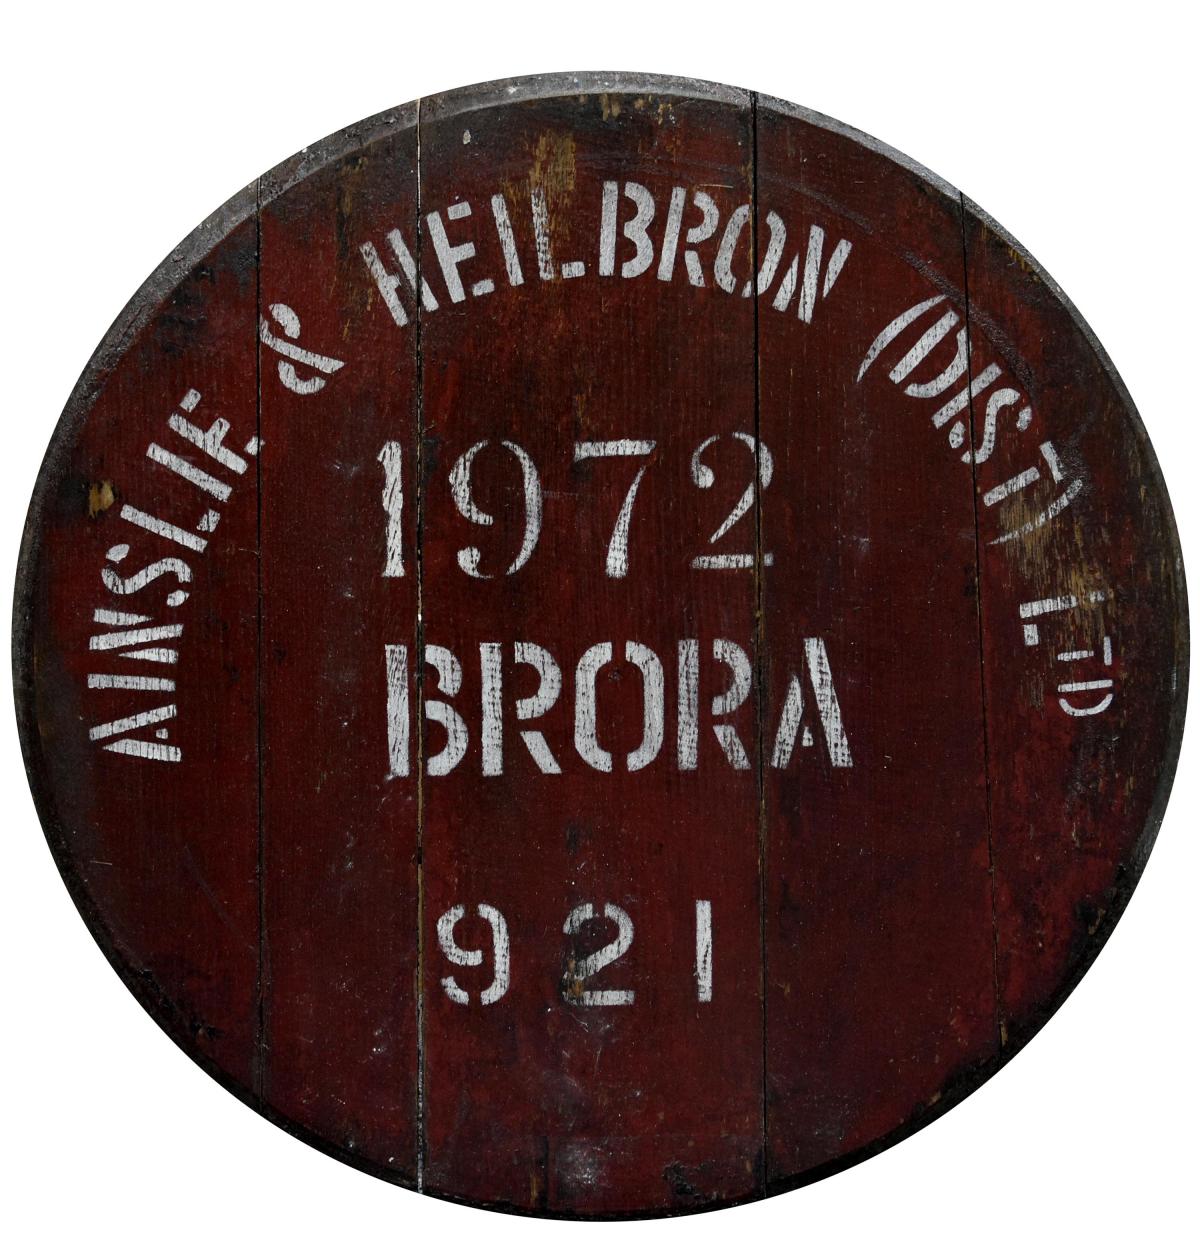 AINSLIE & HEILBRON (DIST) LTD
1972
BRORA
921